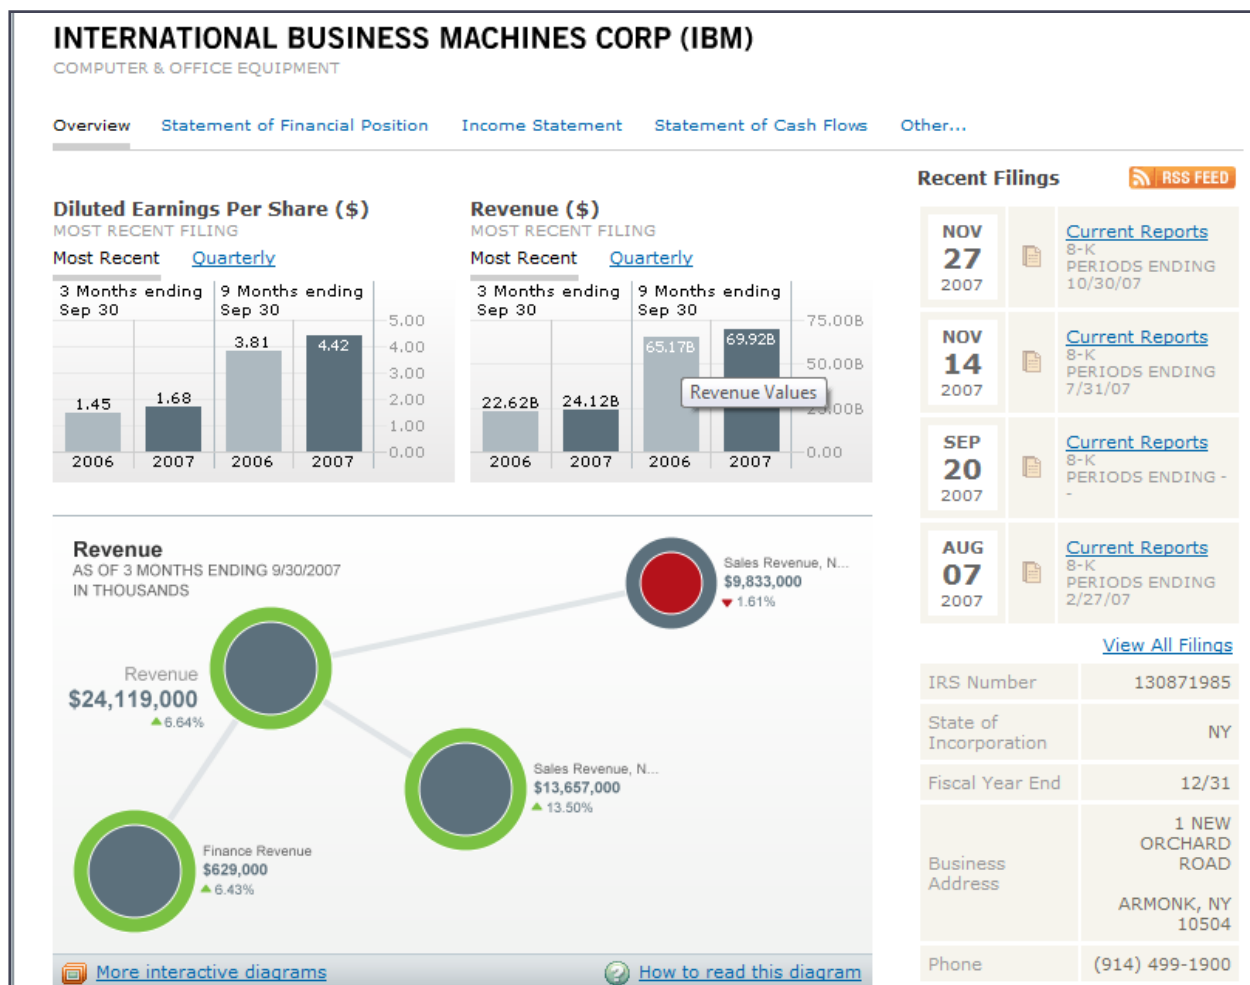 INTERNATIONAL BUSINESS MACHINES CORP (IBM)
COMPUTER & OFFICE EQUIPMENT
Overview Statement of Financial Position Income Statement Statement of Cash Flows Other...
Diluted Earnings Per Share ($)
MOST RECENT FILING
Most Recent Quarterly
3 Months ending Sep 30
9 Months ending Sep 30
5.00
4.00
3.00
2.00
1.00
0.00
1.45
1.68
3.81
4.42
2006 2007 2006 2007
Revenue ($)
MOST RECENT FILING
Most Recent Quarterly
3 Months ending Sep 30
9 Months ending Sep 30
75.00B
50.00B
25.00B
0.00
22.62B
24.12B
65.17B
69.92B
Revenue Values
2006 2007 2006 2007
Revenue
AS OF 3 MONTHS ENDING 9/30/2007
IN THOUSANDS
Sales Revenue, N...
$9,833,000
1.61%
Revenue
$24,119,000
6.64%
Sales Revenue, N...
$13,657,000
13.50%
Finance Revenue
$629,000
6.43%
More interactive diagrams
How to read this diagram
Recent Filings
RSS FEED
NOV
27
2007
Current Reports
8-K
PERIODS ENDING
10/30/07
NOV
14
2007
Current Reports
8-K
PERIODS ENDING
7/31/07
SEP
20
2007
Current Reports
8-K
PERIODS ENDING -
-
AUG
07
2007
Current Reports
8-K
PERIODS ENDING
2/27/07
View All Filings
IRS Number 130871985
State of
Incorporation
NY
Fiscal Year End 12/31
Business
Address
1 NEW
ORCHARD
ROAD
ARMONK, NY
10504
Phone (914) 499-1900